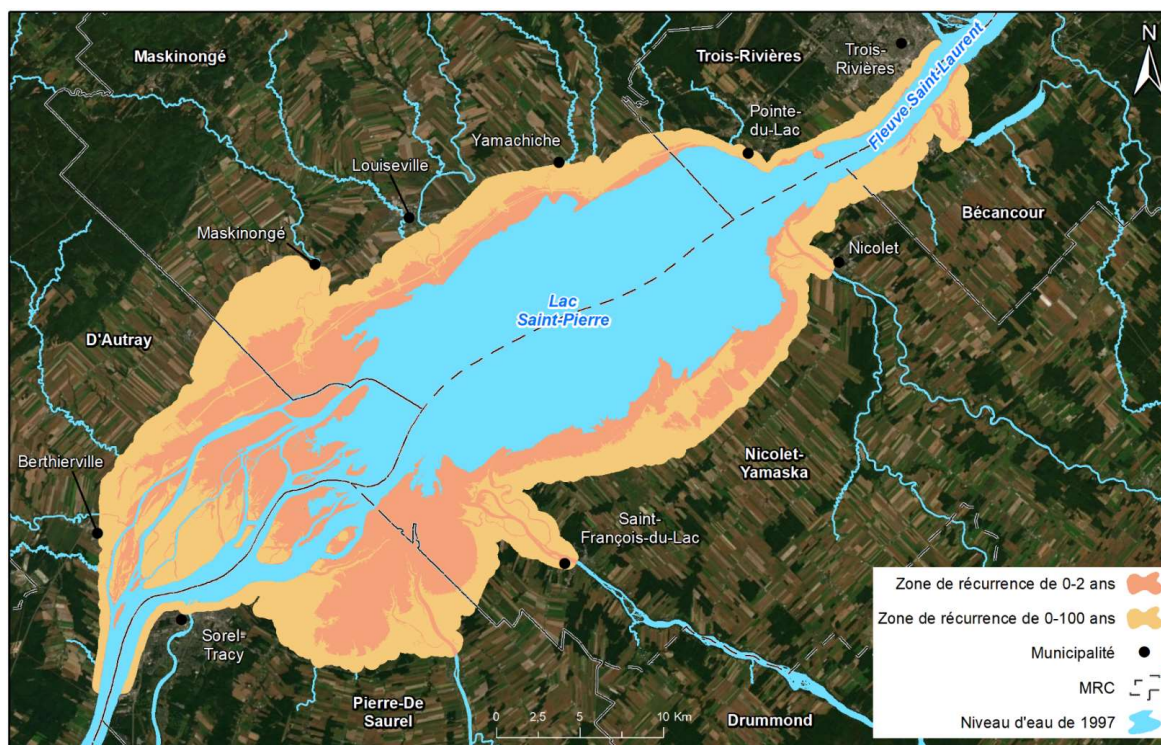 Maskinongé
Trois-Rivières
Trois-
Rivières
N
Fleuve Saint-Laurent
Pointe-
du-Lac
Yamachiche
Louiseville
Bécancour
Maskinongé
Nicolet
Lac
Saint-Pierre
D'Autray
Berthierville
Nicolet-
Yamaska
Saint-
François-du-Lac
Sorel-
Tracy
Pierre-De
Saurel
Drummond
0 2,5 5 10 Km
Zone de récurrence de 0-2 ans
Zone de récurrence de 0-100 ans
Municipalité
MRC
Niveau d'eau de 1997